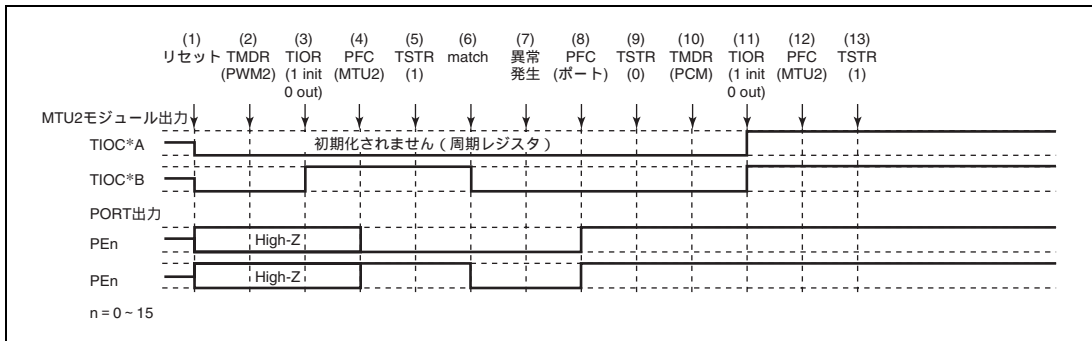 (1) (2) (3) (4) (5) (6) (7) (8) (9) (10) (11) (12) (13)
リセット TMDR TIOR PFC TSTR match 異常 PFC TSTR TMDR TIOR PFC TSTR
(PWM2) (1 init (MTU2) (1) 発生 (ポート) (0) (PCM) (1 init (MTU2) (1)
0 out) 0 out)
MTU2モジュール出力
TIOC*A 初期化されません（周期レジスタ）
TIOC*B
PORT出力
PEn High-Z
PEn High-Z
n = 0 ~ 15